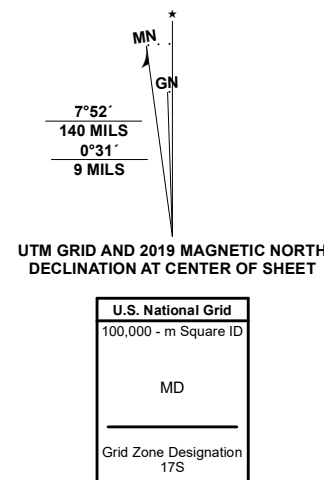 ★
MN
GN
7°52´
140 MILS
0°31´
9 MILS
UTM GRID AND 2019 MAGNETIC NORTH
DECLINATION AT CENTER OF SHEET
U.S. National Grid
100,000 - m Square ID
MD
Grid Zone Designation
17S